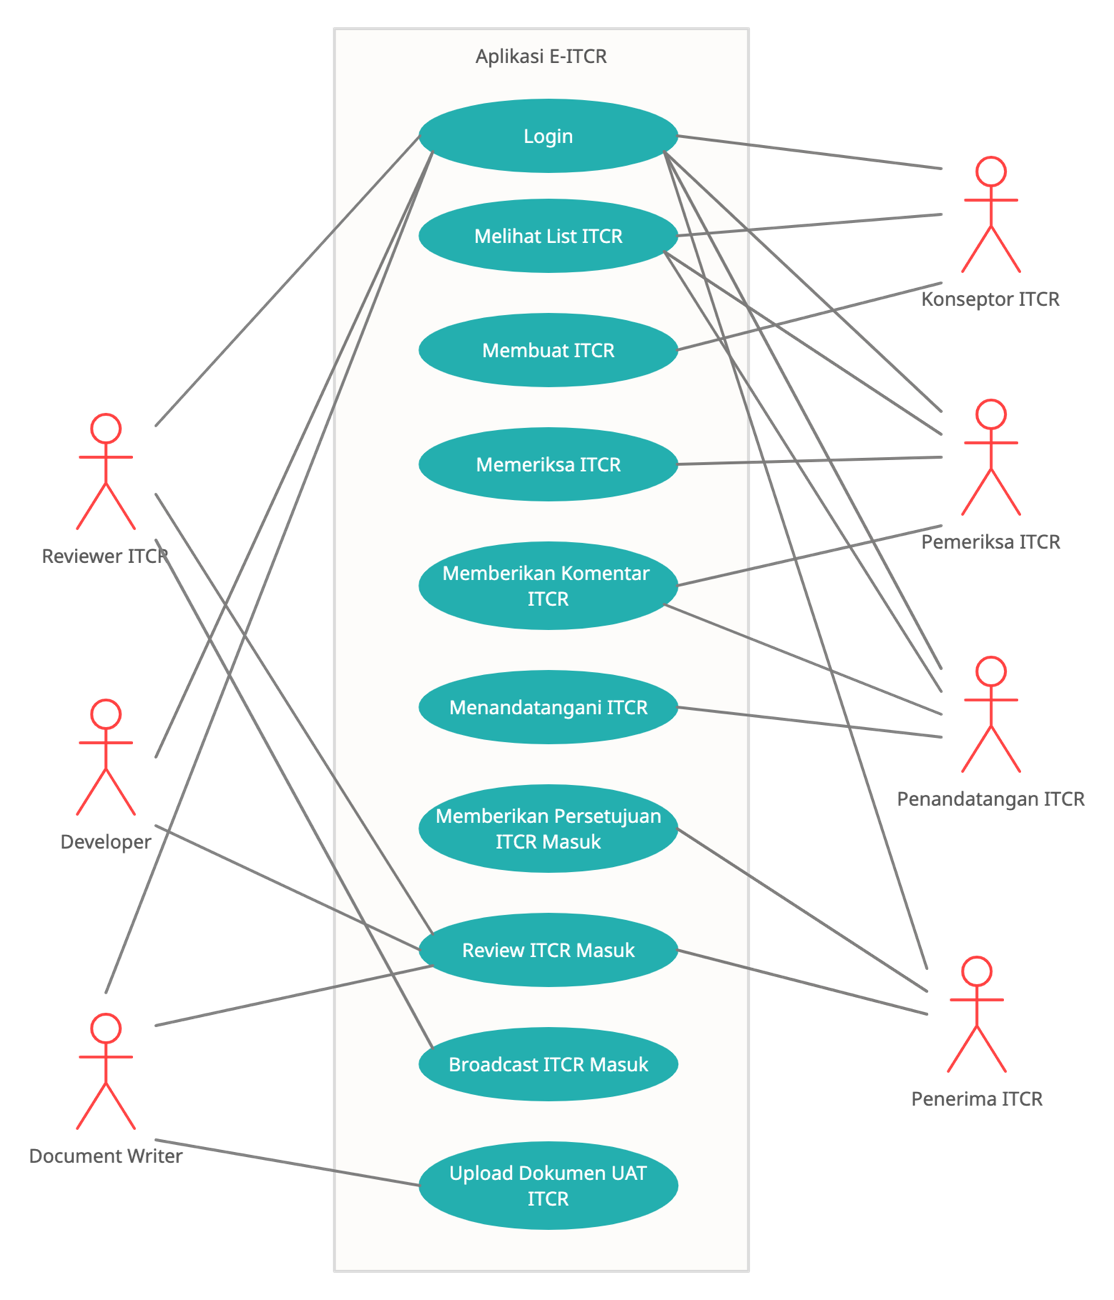 Aplikasi E-ITCR
Login
Melihat List ITCR
Membuat ITCR
Memeriksa ITCR
Memberikan Komentar
ITCR
Menandatangani ITCR
Memberikan Persetujuan
ITCR Masuk
Review ITCR Masuk
Broadcast ITCR Masuk
Upload Dokumen UAT
ITCR
Reviewer ITCR
Developer
Document Writer
Konseptor ITCR
Pemeriksa ITCR
Penandatangan ITCR
Penerima ITCR